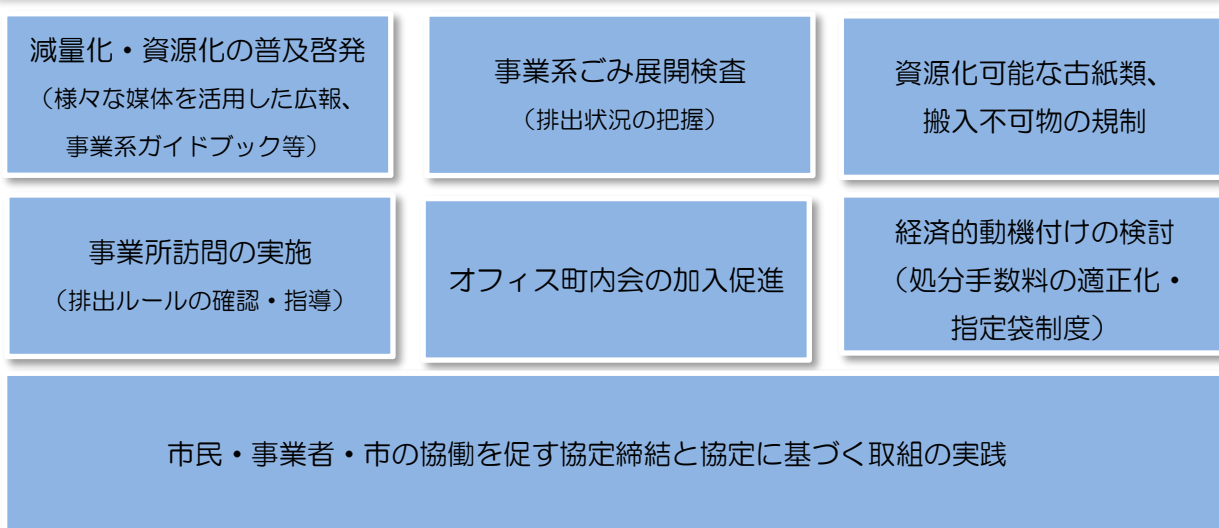 減量化・資源化の普及啓発
（様々な媒体を活用した広報、
事業系ガイドブック等）
事業系ごみ展開検査
（排出状況の把握）
資源化可能な古紙類、
搬入不可物の規制
事業所訪問の実施
（排出ルールの確認・指導）
オフィス町内会の加入促進
経済的動機付けの検討
（処分手数料の適正化・
指定袋制度）
市民・事業者・市の協働を促す協定締結と協定に基づく取組の実践